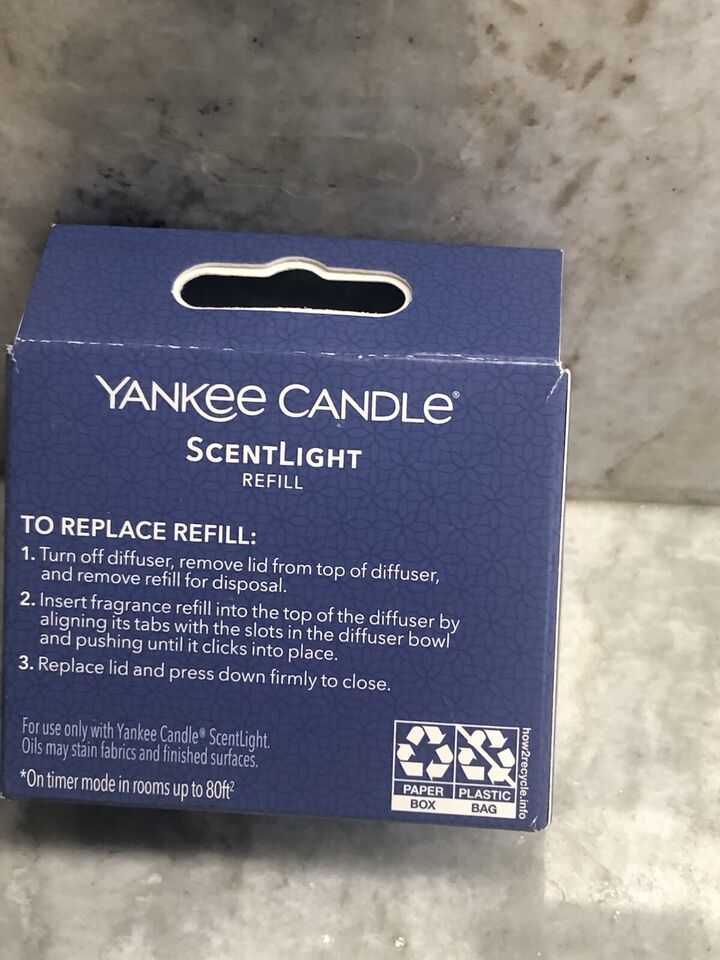 YANKEE CANDLE®
SCENTLIGHT
REFILL
TO REPLACE REFILL:
1. Turn off diffuser, remove lid from top of diffuser,
and remove refill for disposal.
2. Insert fragrance refill into the top of the diffuser by
aligning its tabs with the slots in the diffuser bowl
and pushing until it clicks into place.
3. Replace lid and press down firmly to close.
For use only with Yankee Candle® ScentLight.
Oils may stain fabrics and finished surfaces.
*On timer mode in rooms up to 80ft²
PAPER
BOX
PLASTIC
BAG
how2recycle.info